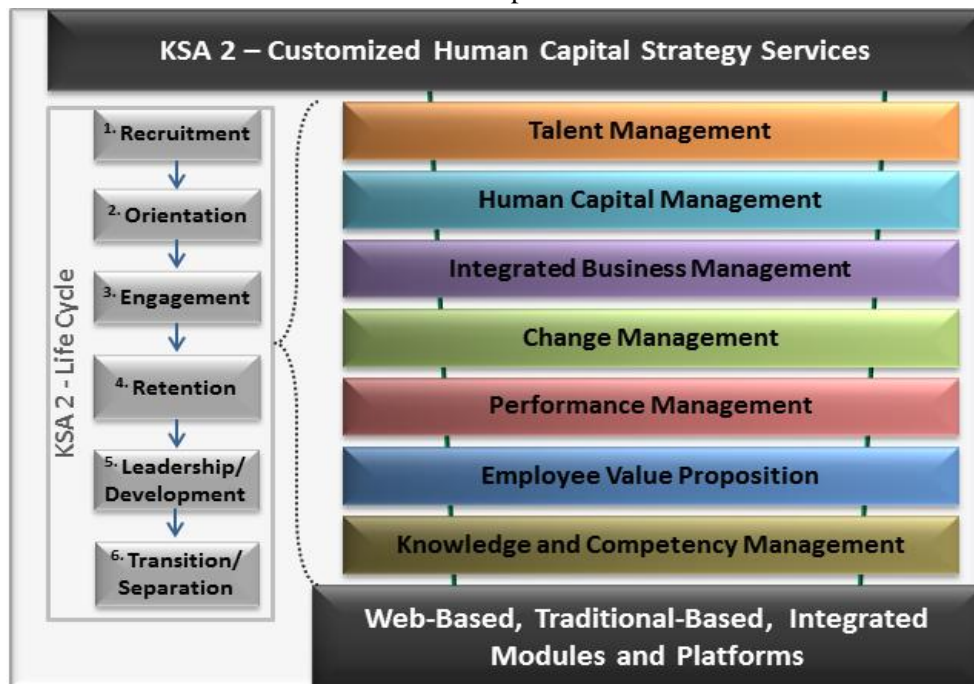 KSA 2 – Customized Human Capital Strategy Services
KSA 2 - Life Cycle
1. Recruitment
2. Orientation
3. Engagement
4. Retention
5. Leadership/
Development
6. Transition/
Separation
Talent Management
Human Capital Management
Integrated Business Management
Change Management
Performance Management
Employee Value Proposition
Knowledge and Competency Management
Web-Based, Traditional-Based, Integrated
Modules and Platforms